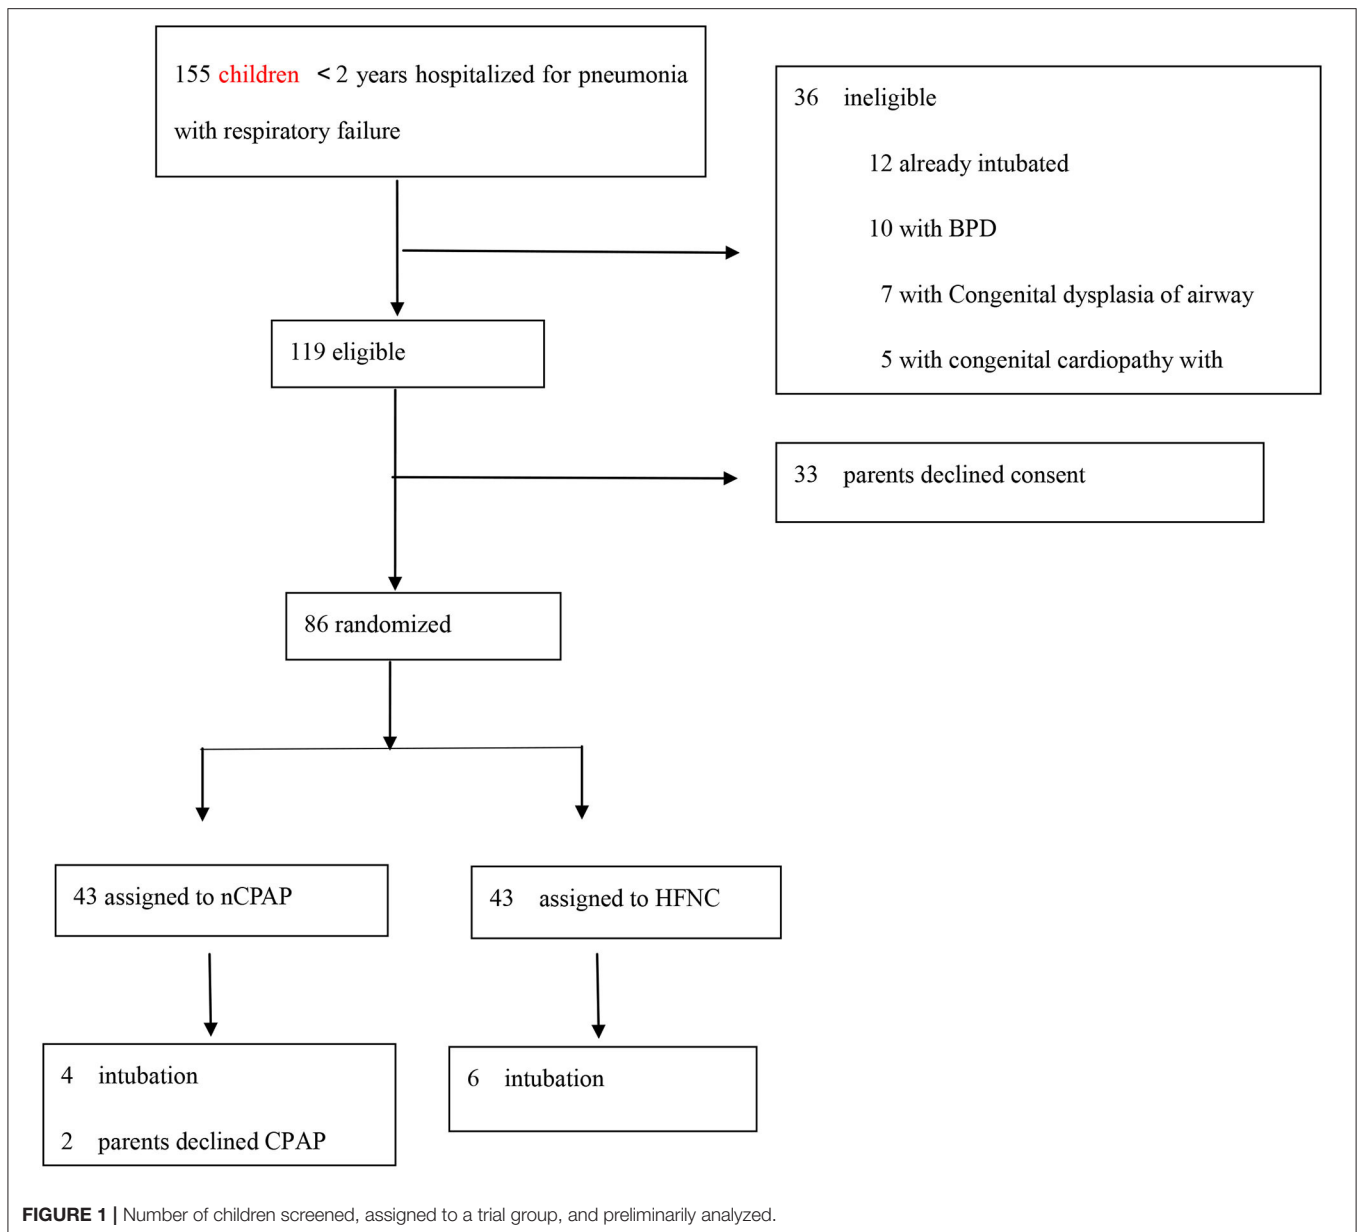 155 children < 2 years hospitalized for pneumonia
with respiratory failure
36 ineligible
12 already intubated
10 with BPD
7 with Congenital dysplasia of airway
5 with congenital cardiopathy with
119 eligible
33 parents declined consent
86 randomized
43 assigned to nCPAP
43 assigned to HFNC
4 intubation
2 parents declined CPAP
6 intubation
FIGURE 1 | Number of children screened, assigned to a trial group, and preliminarily analyzed.